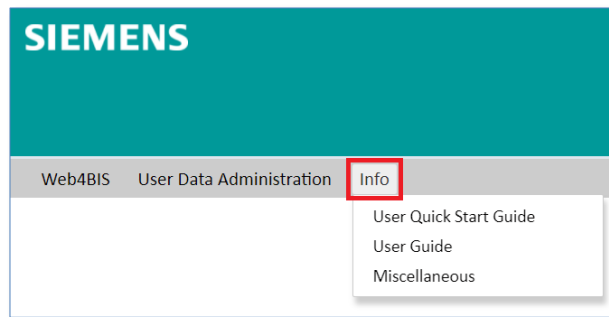 SIEMENS
Web4BIS User Data Administration Info
User Quick Start Guide
User Guide
Miscellaneous